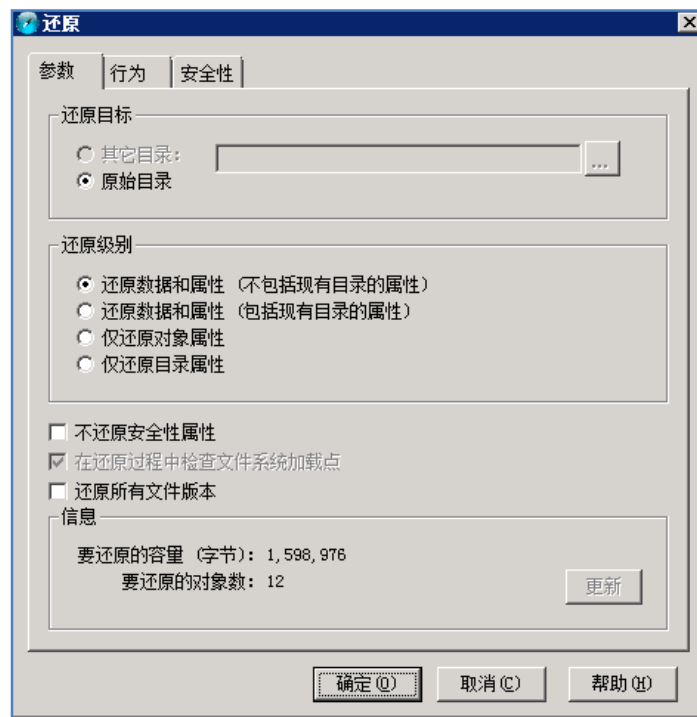 还原
参数 行为 安全性
还原目标
其它目录:
...
原始目录
还原级别
还原数据和属性 (不包括现有目录的属性)
还原数据和属性 (包括现有目录的属性)
仅还原对象属性
仅还原目录属性
不还原安全性属性
在还原过程中检查文件系统加载点
还原所有文件版本
信息
要还原的容量 (字节): 1,598,976
要还原的对象数: 12
更新
确定(O) 取消(C) 帮助(H)